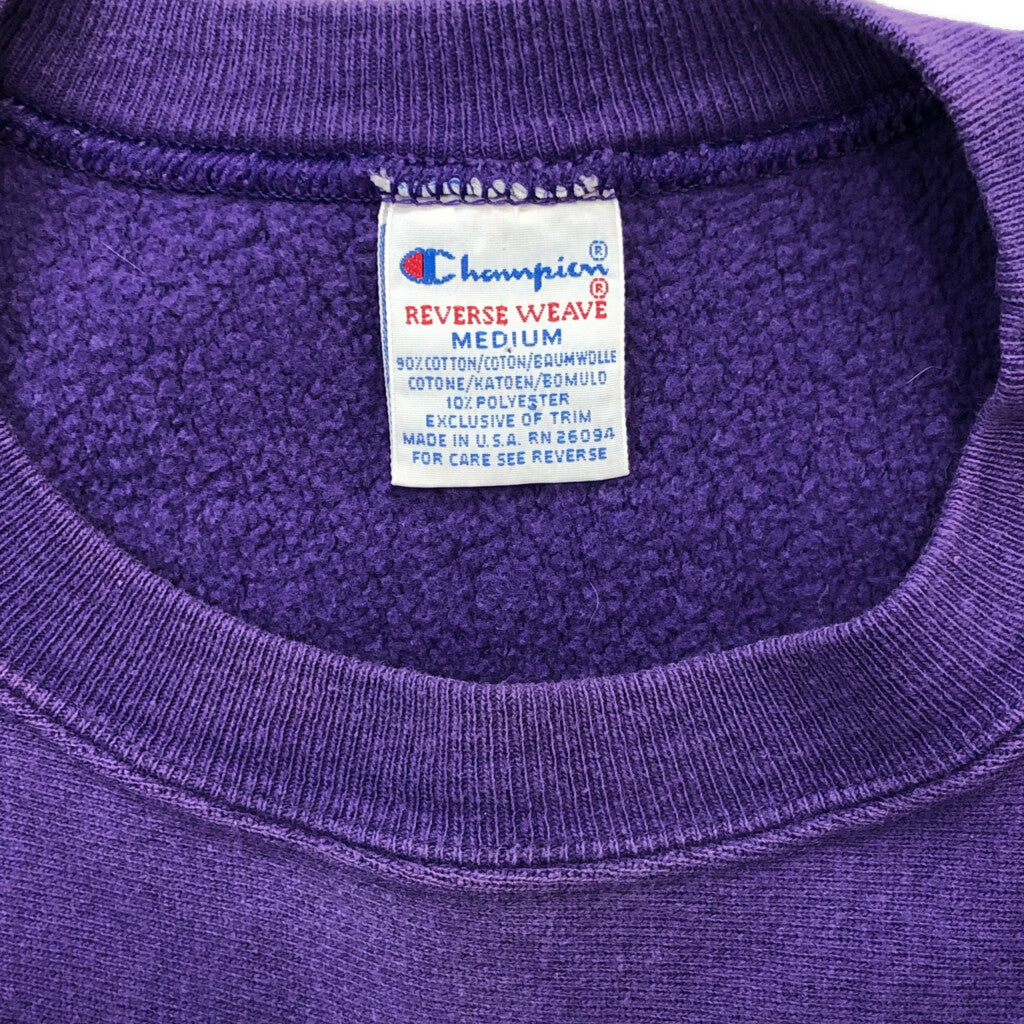 Champion®
REVERSE WEAVE®
MEDIUM
90% COTTON/COTON/BAUMWOLLE
COTONE/KATOEN/BOMULD
10% POLYESTER
EXCLUSIVE OF TRIM
MADE IN U.S.A. RN 26094
FOR CARE SEE REVERSE